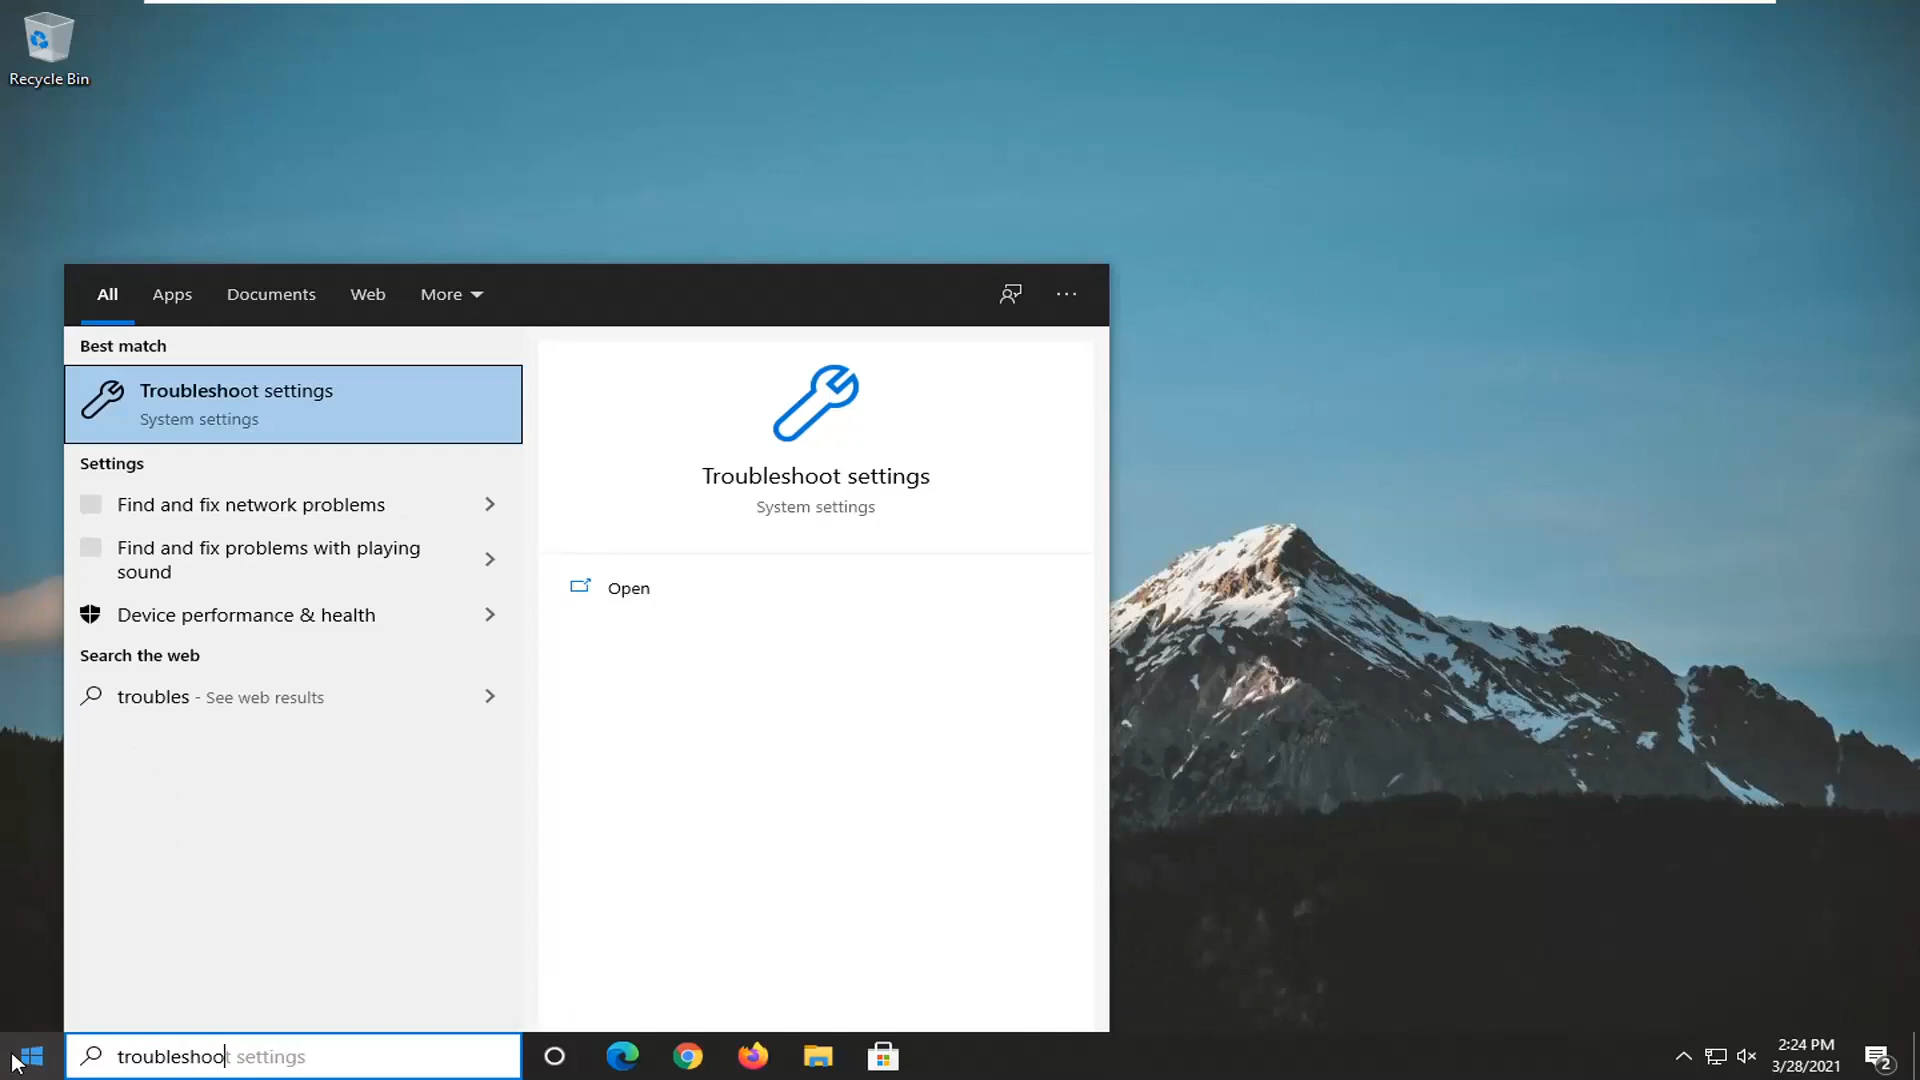 Recycle Bin
All Apps Documents Web More
Best match
Troubleshoot settings
System settings
Settings
Find and fix network problems
Find and fix problems with playing
sound
Device performance & health
Search the web
troubles - See web results
Troubleshoot settings
System settings
Open
troubleshoot settings
2:24 PM
3/28/2021
2